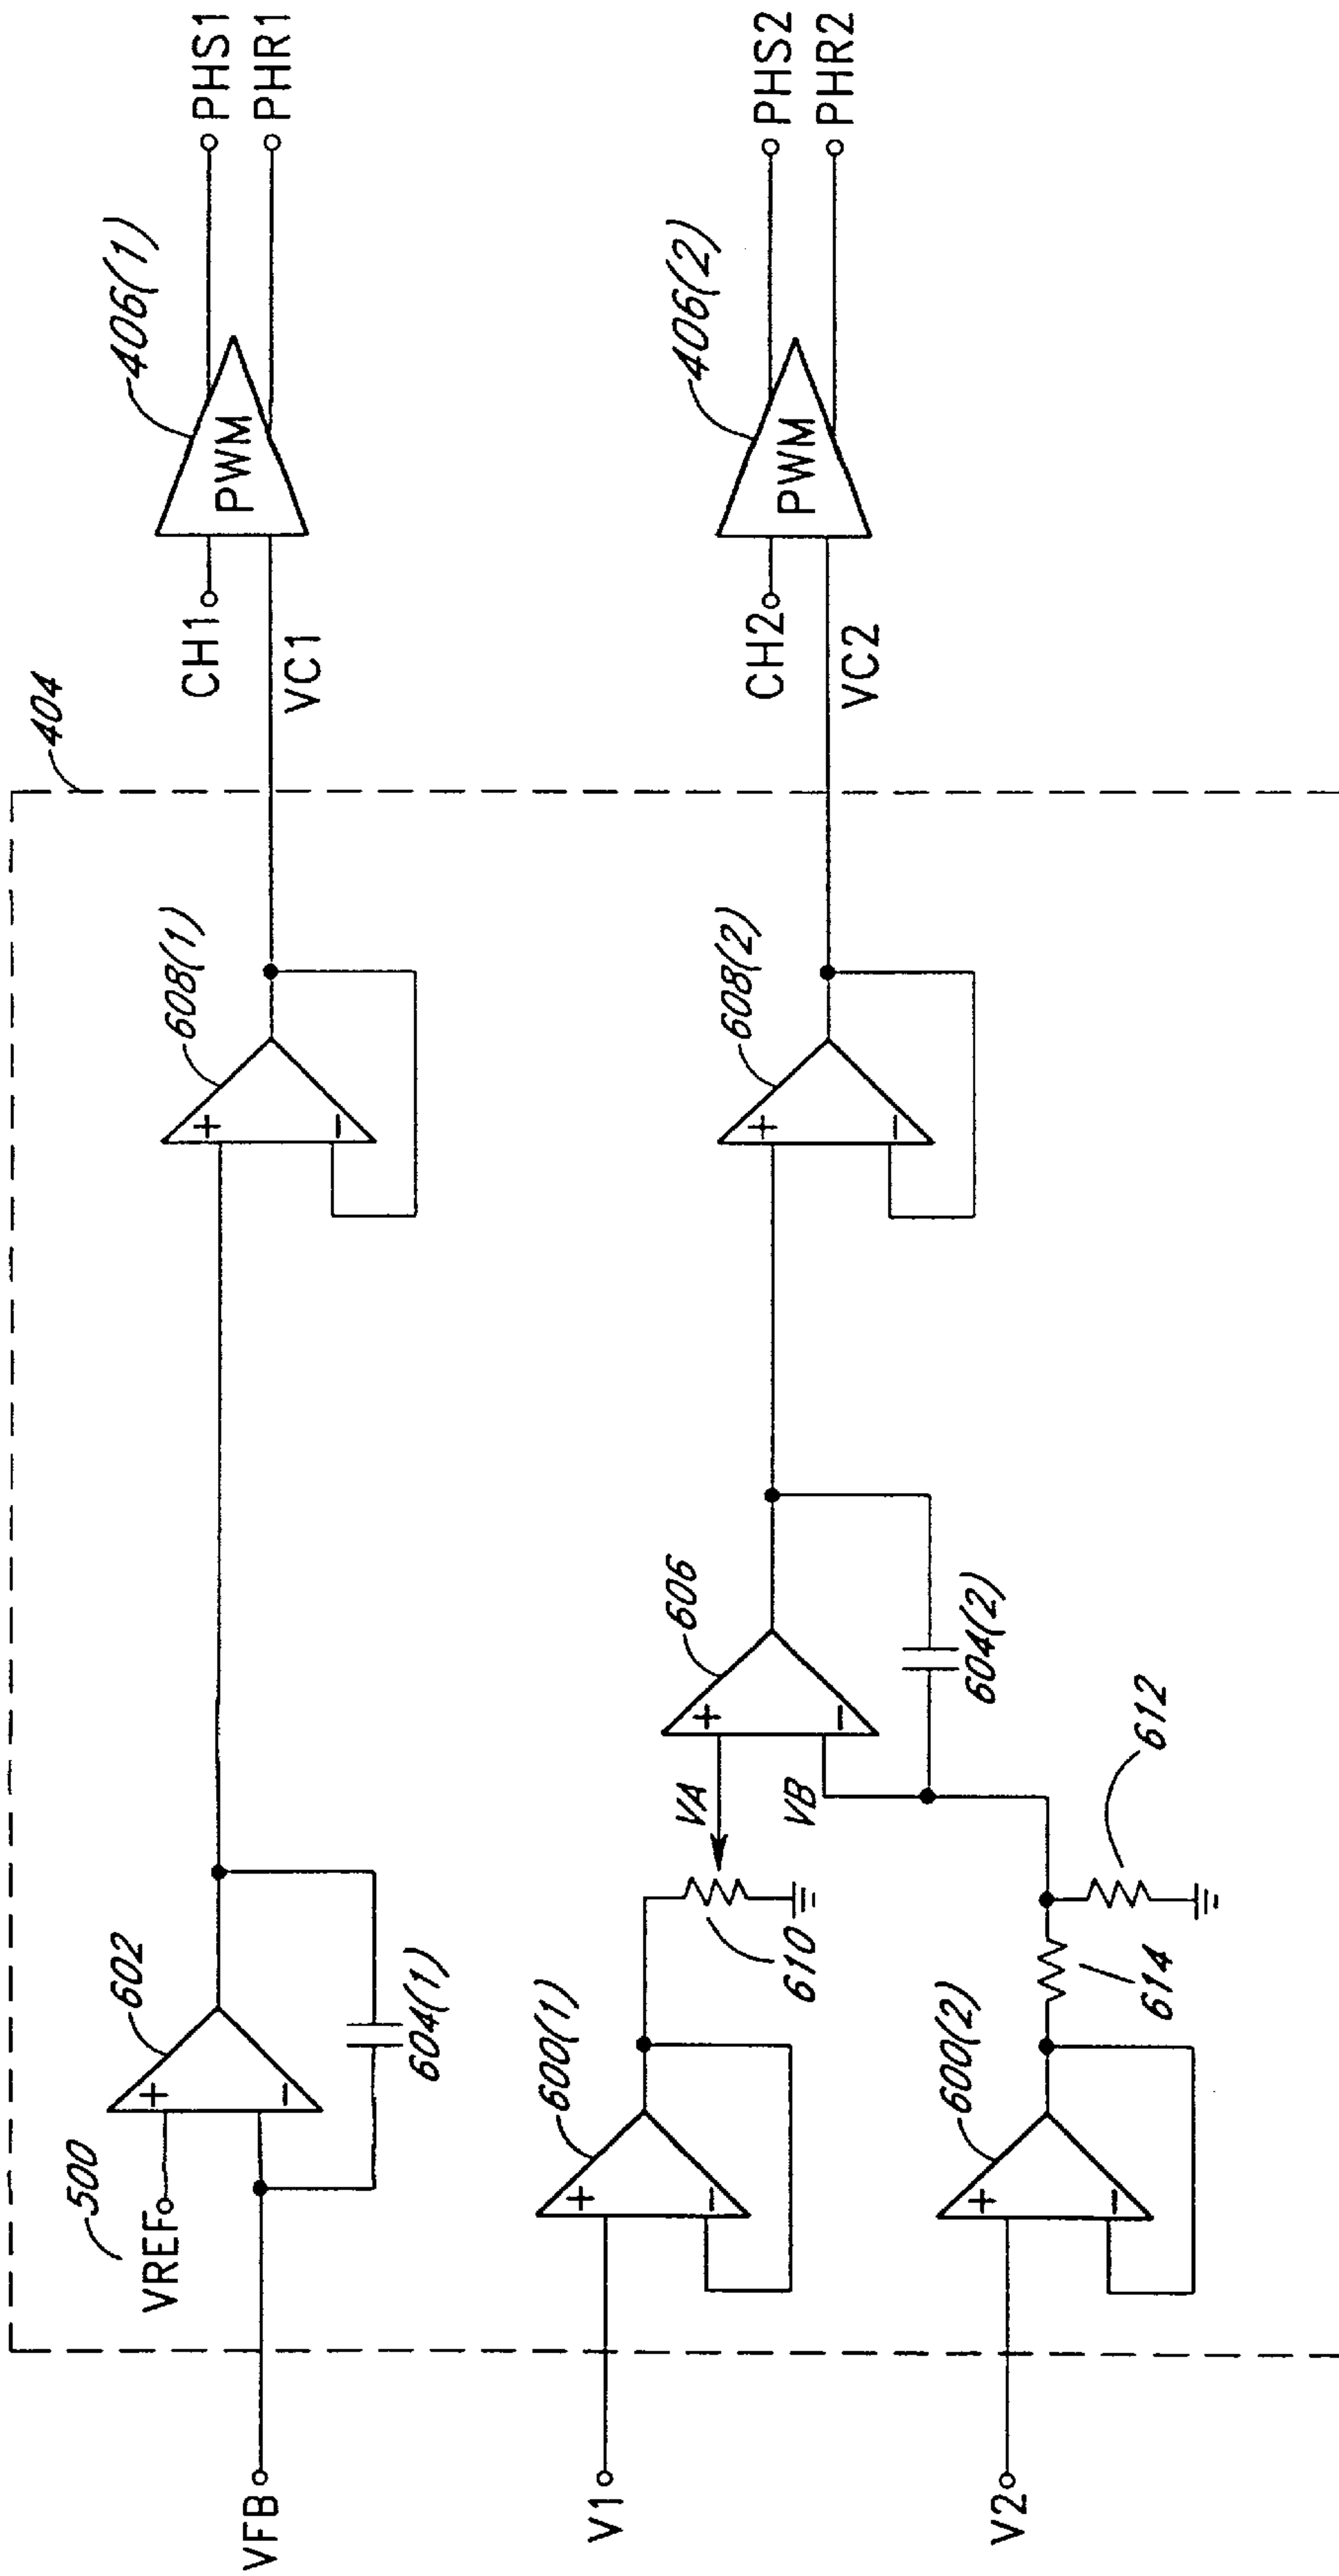 404
500
VREF
602
604(1)
608(1)
CH1
VC1
PWM
406(1)
PHS1
PHR1
VFB
V1
600(1)
610
VA
VB
606
604(2)
608(2)
CH2
VC2
PWM
406(2)
PHS2
PHR2
V2
600(2)
614
612
+
−
+
−
+
−
+
−
+
−
+
−